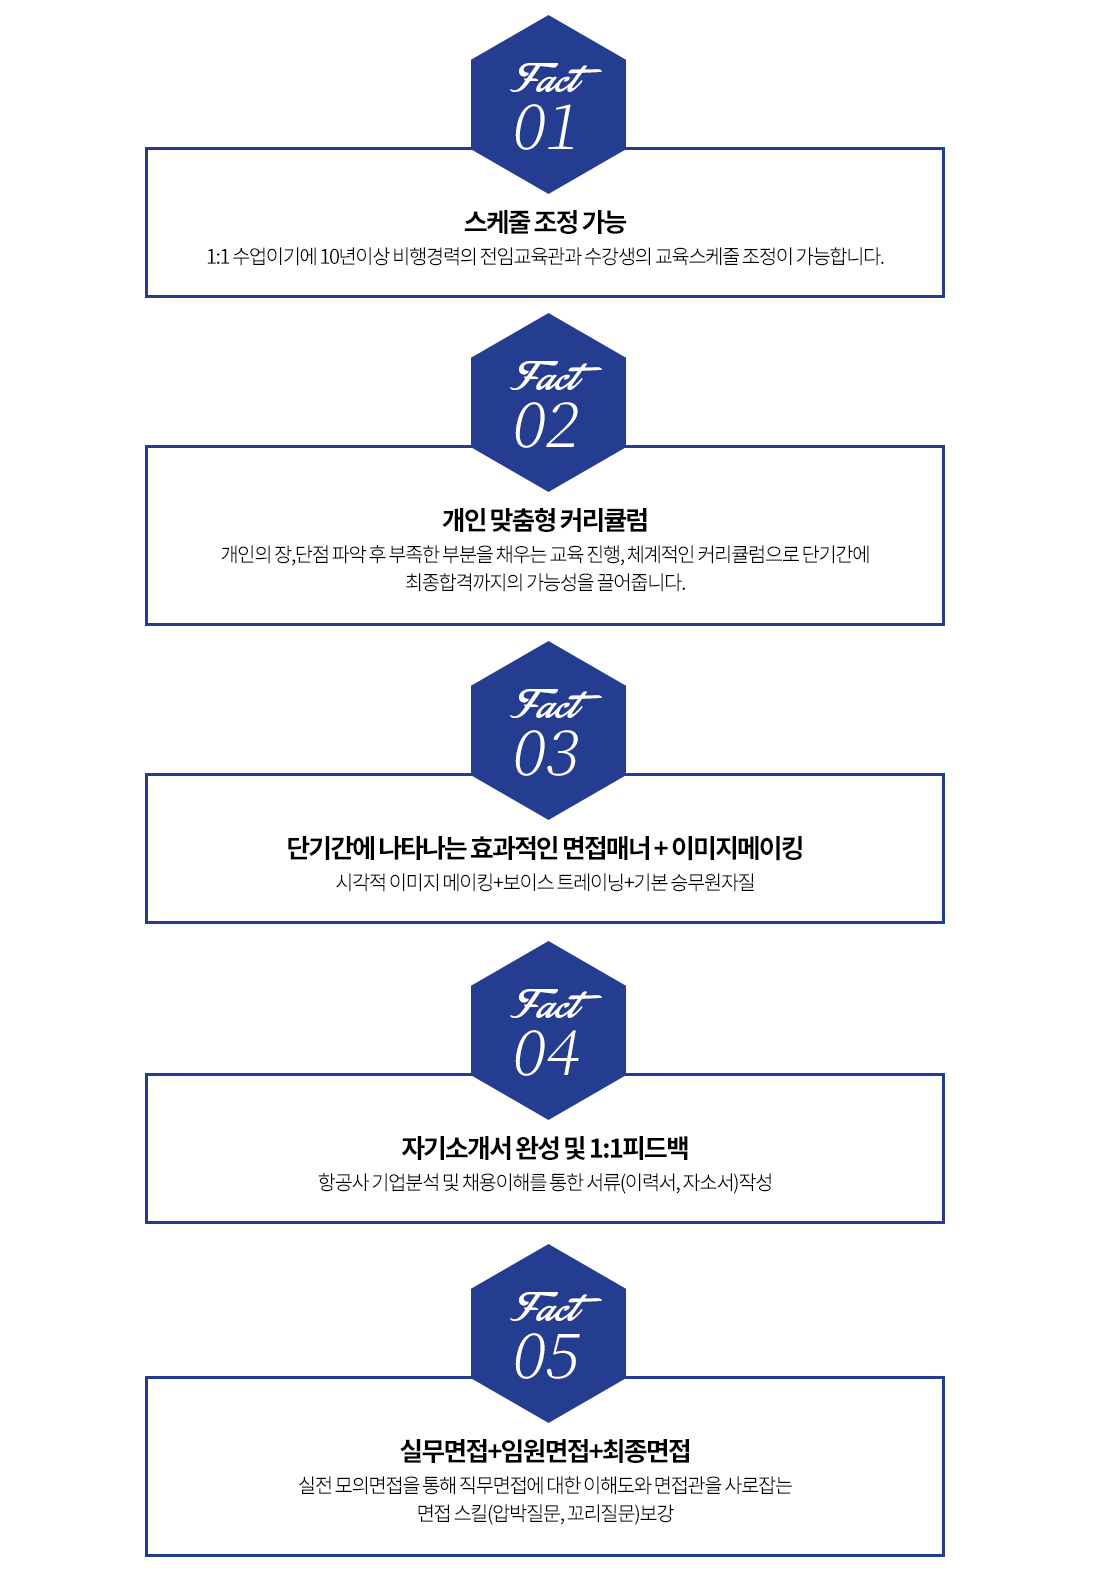 Fact
01
스케줄 조정 가능
1:1 수업이기에 10년이상 비행경력의 전임교육관과 수강생의 교육스케줄 조정이 가능합니다.
Fact
02
개인 맞춤형 커리큘럼
개인의 장,단점 파악 후 부족한 부분을 채우는 교육 진행, 체계적인 커리큘럼으로 단기간에
최종합격까지의 가능성을 끌어줍니다.
Fact
03
단기간에 나타나는 효과적인 면접매너 + 이미지메이킹
시각적 이미지 메이킹+보이스 트레이닝+기본 승무원자질
Fact
04
자기소개서 완성 및 1:1피드백
항공사 기업분석 및 채용이해를 통한 서류(이력서, 자소서)작성
Fact
05
실무면접+임원면접+최종면접
실전 모의면접을 통해 직무면접에 대한 이해도와 면접관을 사로잡는
면접 스킬(압박질문, 꼬리질문)보강